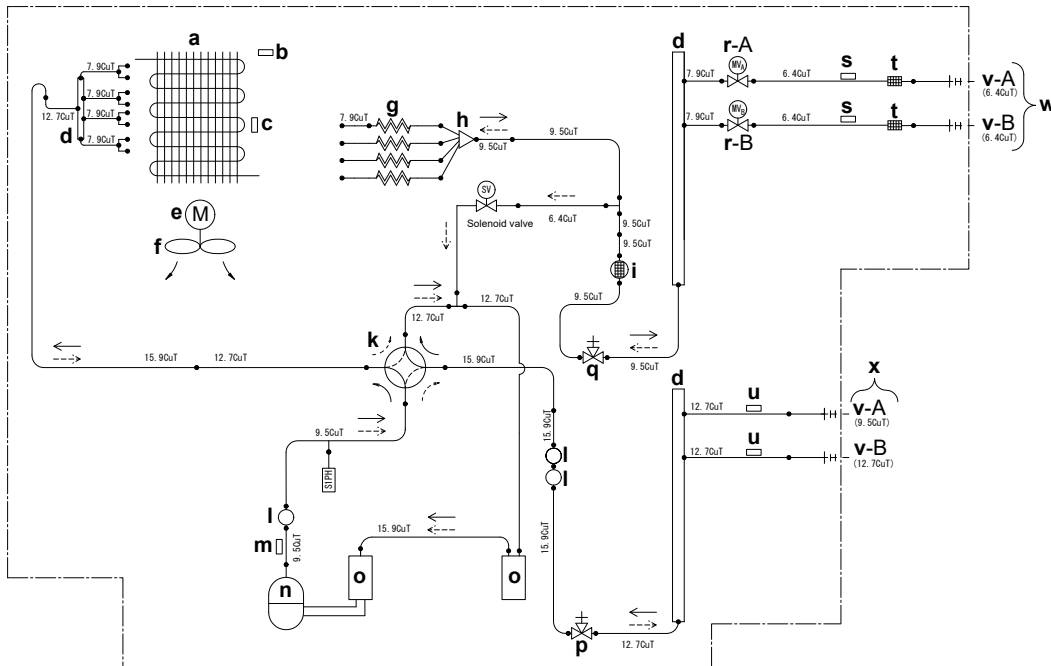 a
b
7.9CuT
7.9CuT
7.9CuT
7.9CuT
12.7CuT
d
c
e M
f
7.9CuT
g
h
9.5CuT
9.5CuT
SV
Solenoid valve
6.4CuT
9.5CuT
9.5CuT
i
9.5CuT
q
9.5CuT
d
r-A
MVA
7.9CuT
6.4CuT
s
t
v-A
(6.4CuT)
w
MVB
7.9CuT
r-B
6.4CuT
s
t
v-B
(6.4CuT)
12.7CuT
12.7CuT
k
15.9CuT
12.7CuT
15.9CuT
9.5CuT
S1PH
l
m
9.5CuT
n
15.9CuT
o
o
15.9CuT
l
l
15.9CuT
p
12.7CuT
d
x
12.7CuT
u
v-A
(9.5CuT)
12.7CuT
u
v-B
(12.7CuT)